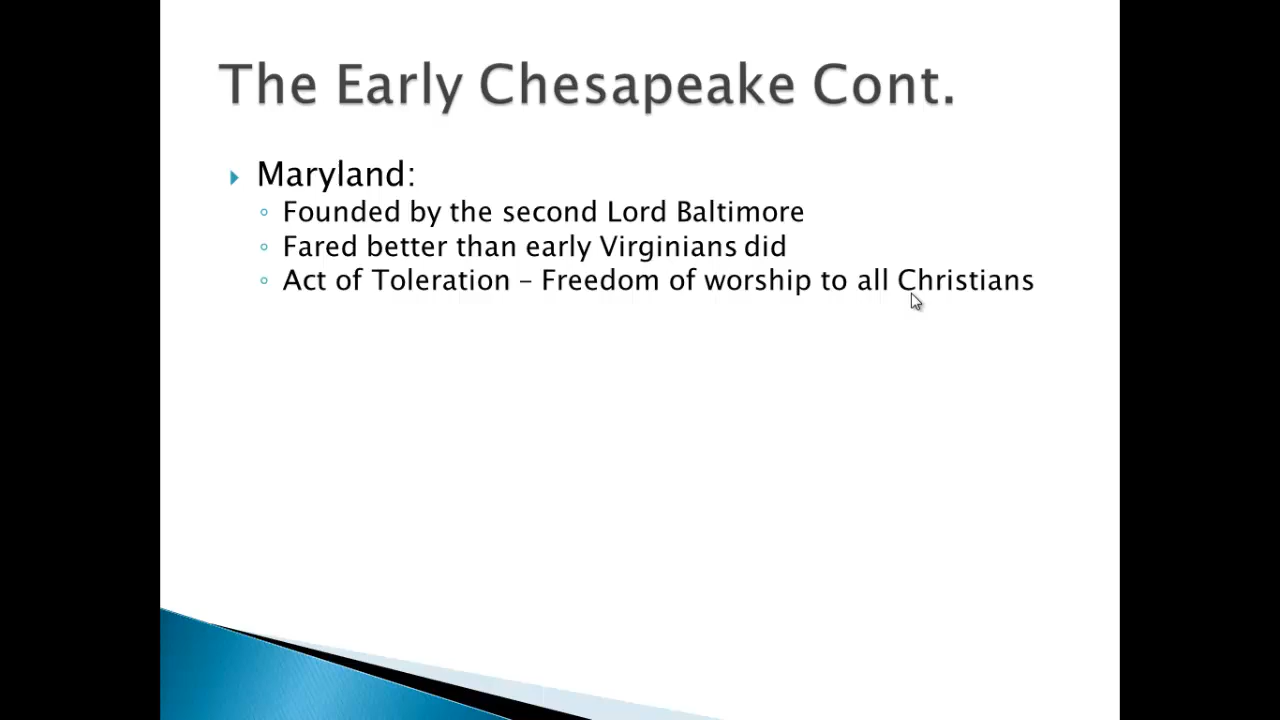 The Early Chesapeake Cont.
Maryland:
Founded by the second Lord Baltimore
Fared better than early Virginians did
Act of Toleration – Freedom of worship to all Christians